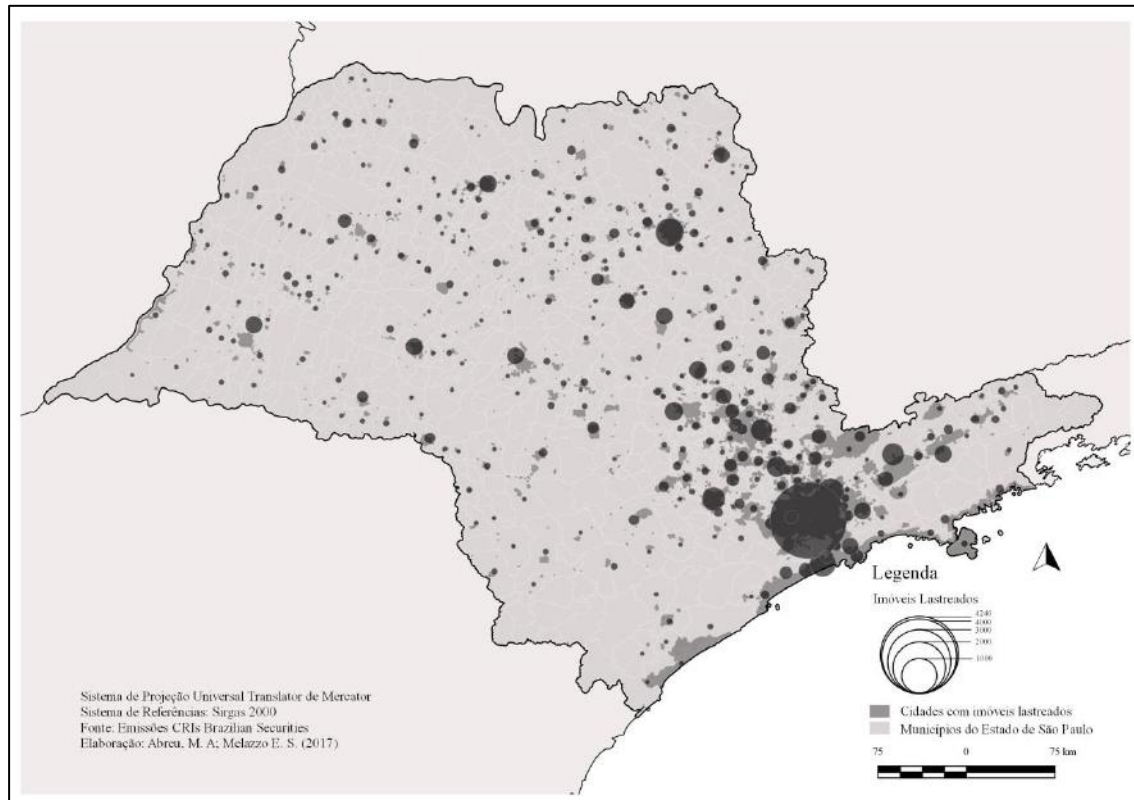 Legenda
Imóveis Lastreados
4240
4000
3000
2000
1000
Cidades com imóveis lastreados
Municípios do Estado de São Paulo
75 0 75 km
Sistema de Projeção Universal Translator de Mercator
Sistema de Referências: Sirgas 2000
Fonte: Emissões CRIs Brazilian Securities
Elaboração: Abreu, M. A; Melazzo E. S. (2017)